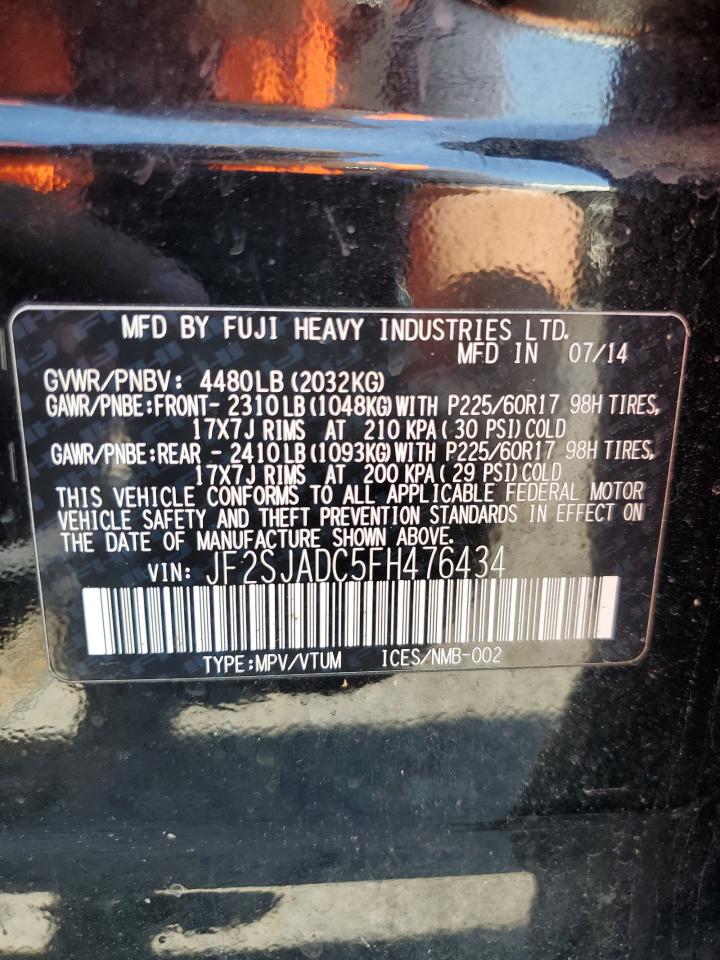 MFD BY FUJI HEAVY INDUSTRIES LTD.
MFD IN 07/14
GVWR/PNBV: 4480LB(2032KG)
GAWR/PNBE:FRONT- 2310LB(1048KG)WITH P225/60R17 98H TIRES,
17X7J RIMS AT 210 KPA(30 PSI)COLD
GAWR/PNBE:REAR - 2410LB(1093KG)WITH P225/60R17 98H TIRES,
17X7J RIMS AT 200 KPA(29 PSI)COLD
THIS VEHICLE CONFORMS TO ALL APPLICABLE FEDERAL MOTOR
VEHICLE SAFETY AND THEFT PREVENTION STANDARDS IN EFFECT ON
THE DATE OF MANUFACTURE SHOWN ABOVE.
VIN: JF2SJADC5FH476434
TYPE:MPV/VTUM ICES/NMB-002